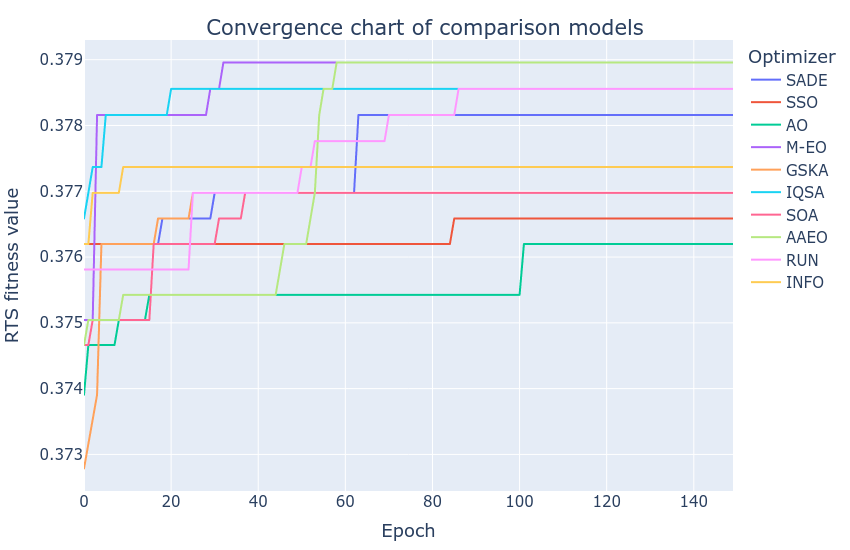 Convergence chart of comparison models
RTS fitness value
0.379
0.378
0.377
0.376
0.375
0.374
0.373
0
20
40
60
80
100
120
140
Epoch
Optimizer
SADE
SSO
AO
M-EO
GSKA
IQSA
SOA
AAEO
RUN
INFO